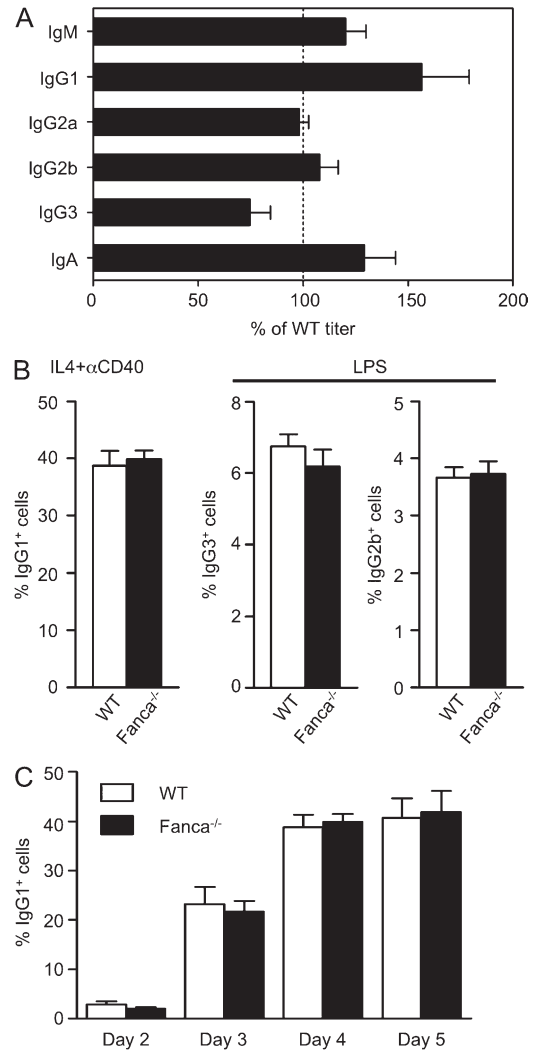 A
IgM
IgG1
IgG2a
IgG2b
IgG3
IgA
0 50 100 150 200
% of WT titer
B IL4+αCD40 LPS
% IgG1⁺ cells
50
40
30
20
10
0
WT Fanca⁻/⁻
% IgG3⁺ cells
8
6
4
2
0
WT Fanca⁻/⁻
% IgG2b⁺ cells
5
4
3
2
1
0
WT Fanca⁻/⁻
C
% IgG1⁺ cells
50
40
30
20
10
0
WT
Fanca⁻/⁻
Day 2 Day 3 Day 4 Day 5